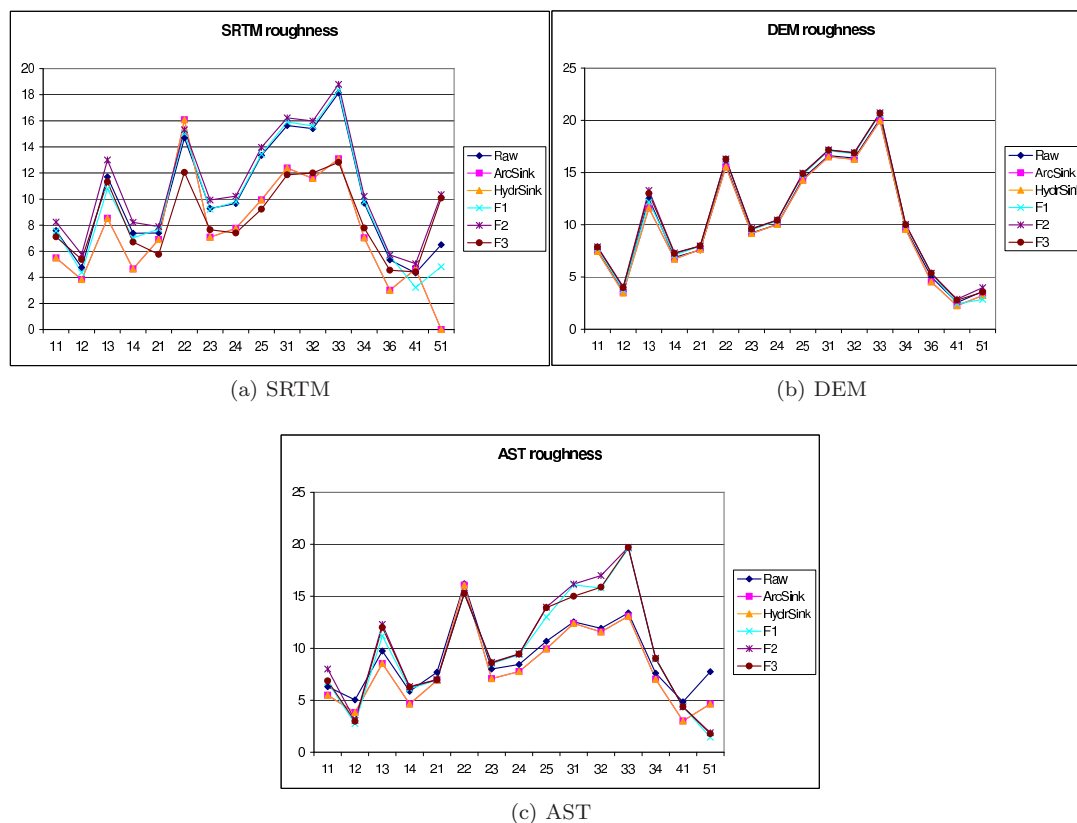 SRTM roughness
20
18
16
14
12
10
8
6
4
2
0
11 12 13 14 21 22 23 24 25 31 32 33 34 36 41 51
Raw
ArcSink
HydrSink
F1
F2
F3
(a) SRTM
DEM roughness
25
20
15
10
5
0
11 12 13 14 21 22 23 24 25 31 32 33 34 36 41 51
Raw
ArcSink
HydrSink
F1
F2
F3
(b) DEM
AST roughness
25
20
15
10
5
0
11 12 13 14 21 22 23 24 25 31 32 33 34 41 51
Raw
ArcSink
HydrSink
F1
F2
F3
(c) AST